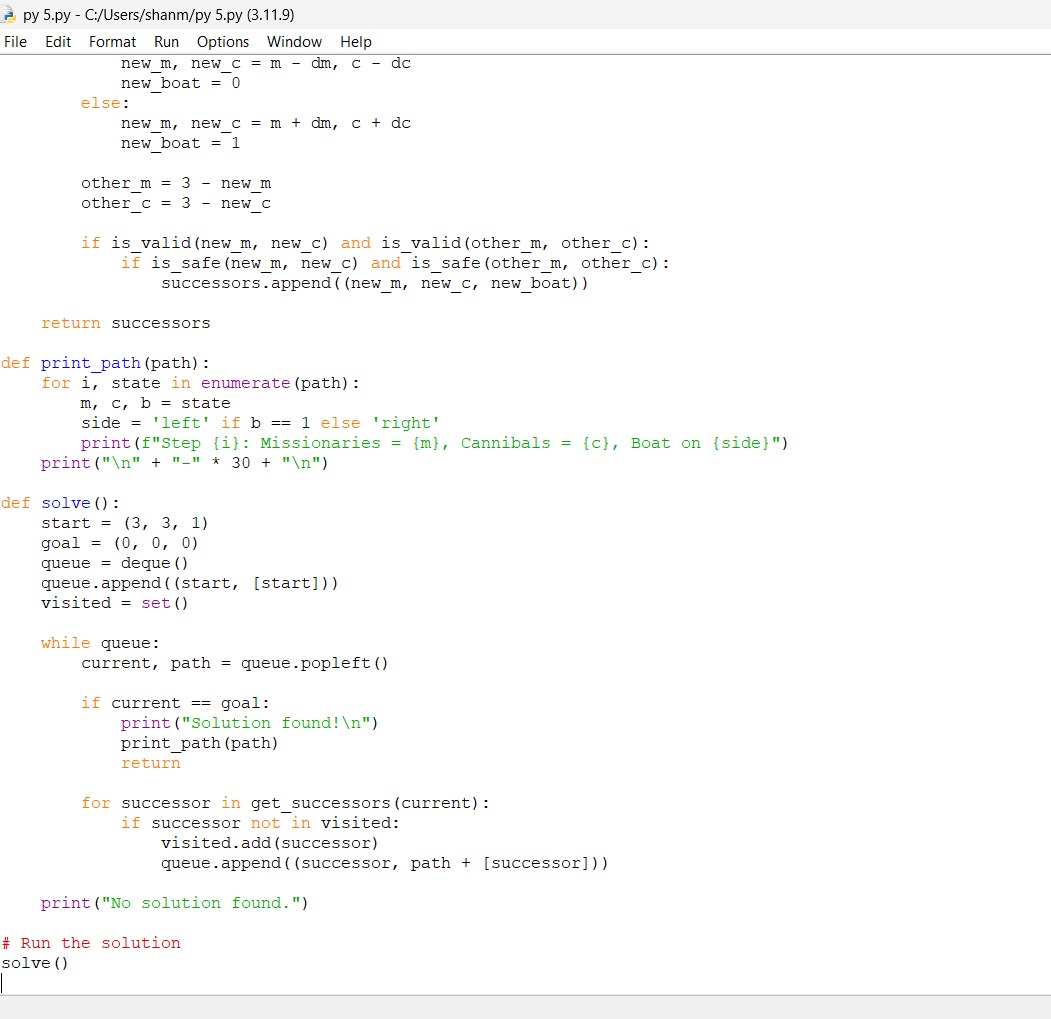 py 5.py - C:/Users/shanm/py 5.py (3.11.9)
File Edit Format Run Options Window Help
            new_m, new_c = m - dm, c - dc
            new_boat = 0
        else:
            new_m, new_c = m + dm, c + dc
            new_boat = 1

        other_m = 3 - new_m
        other_c = 3 - new_c

        if is_valid(new_m, new_c) and is_valid(other_m, other_c):
            if is_safe(new_m, new_c) and is_safe(other_m, other_c):
                successors.append((new_m, new_c, new_boat))

    return successors

def print_path(path):
    for i, state in enumerate(path):
        m, c, b = state
        side = 'left' if b == 1 else 'right'
        print(f"Step {i}: Missionaries = {m}, Cannibals = {c}, Boat on {side}")
    print("\n" + "-" * 30 + "\n")

def solve():
    start = (3, 3, 1)
    goal = (0, 0, 0)
    queue = deque()
    queue.append((start, [start]))
    visited = set()

    while queue:
        current, path = queue.popleft()

        if current == goal:
            print("Solution found!\n")
            print_path(path)
            return

        for successor in get_successors(current):
            if successor not in visited:
                visited.add(successor)
                queue.append((successor, path + [successor]))

    print("No solution found.")

# Run the solution
solve()